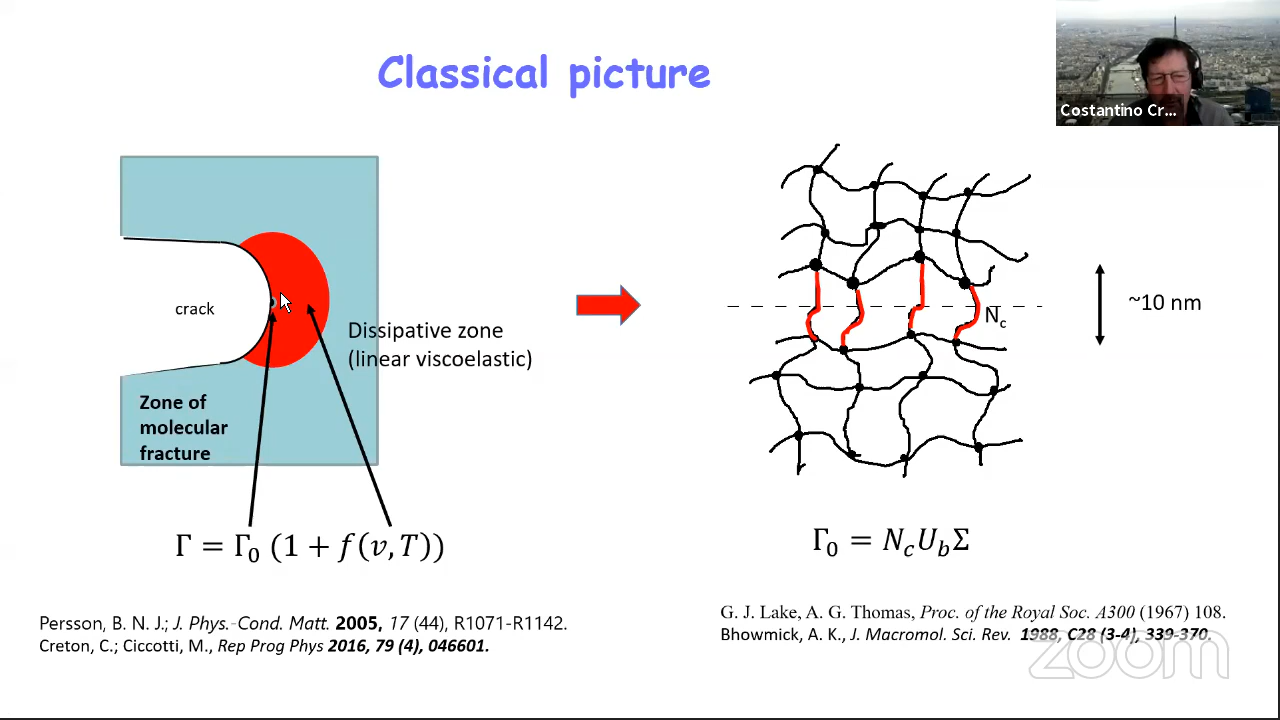 Classical picture
Costantino Cr...
crack
Dissipative zone
(linear viscoelastic)
Zone of
molecular
fracture
Γ = Γ₀ (1 + f(v, T))
N_c
~10 nm
Γ₀ = N_c U_b Σ
Persson, B. N. J.; J. Phys.-Cond. Matt. 2005, 17 (44), R1071-R1142.
Creton, C.; Ciccotti, M., Rep Prog Phys 2016, 79 (4), 046601.
G. J. Lake, A. G. Thomas, Proc. of the Royal Soc. A300 (1967) 108.
Bhowmick, A. K., J. Macromol. Sci. Rev. 1988, C28 (3-4), 339-370.
zoom